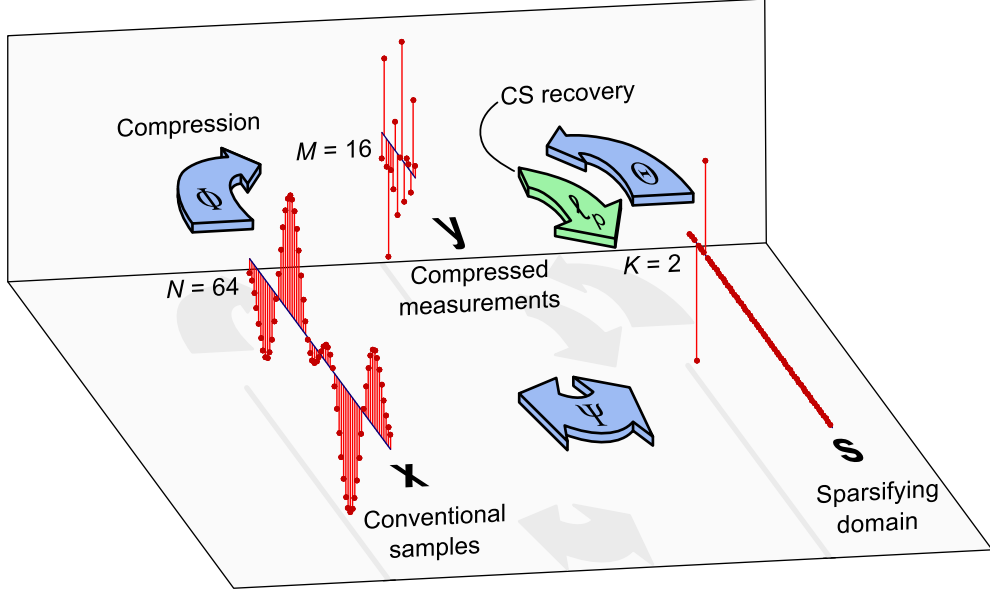 CS recovery
Compression
M = 16
Φ
Θ
ℓp
y
K = 2
Compressed
measurements
N = 64
Ψ
x
s
Sparsifying
domain
Conventional
samples